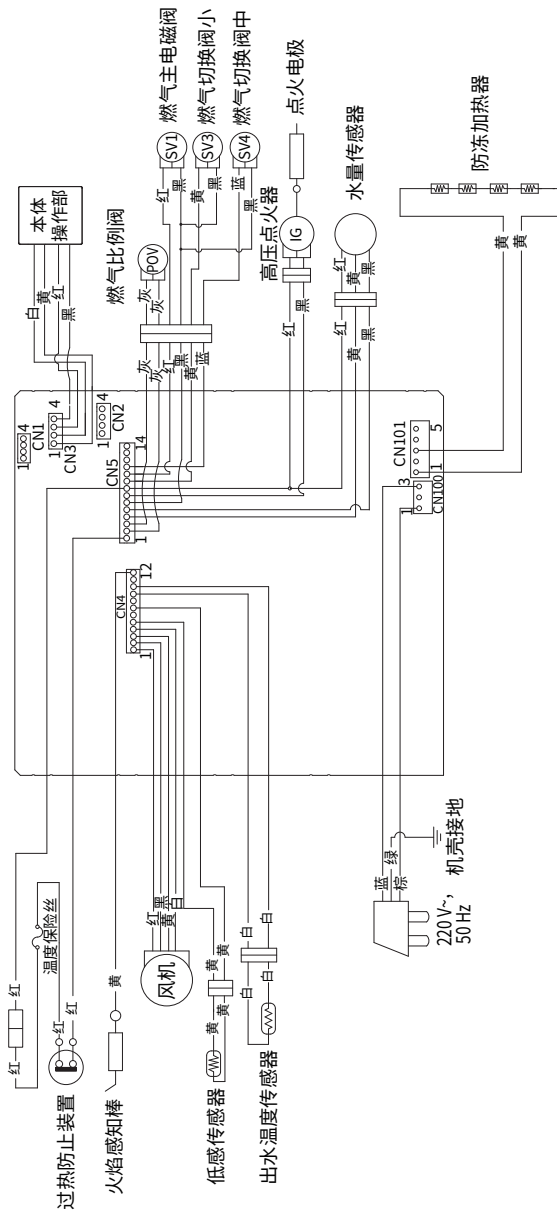 燃气主电磁阀
燃气切换阀小
燃气切换阀中
点火电极
水量传感器
防冻加热器
燃气比例阀
高压点火器
本体
操作部
SV1
SV3
SV4
POV
IG
红
黑
黄
黑
蓝
黑
灰
灰
白
黄
红
黑
灰
灰
红
黑
黄
蓝
红
黑
红
黄
黑
红
黑
黄
黄
1
4
CN1
1
4
CN3
1
4
CN2
CN5
1
14
CN4
1
12
CN101
1
5
CN100
1
3
红
红
温度保险丝
红
红
过热防止装置
黄
火焰感知棒
红
黑
黄
白
风机
黄
黄
黄
黄
低感传感器
白
白
白
白
出水温度传感器
蓝
绿
棕
机壳接地
220 V~,
50 Hz